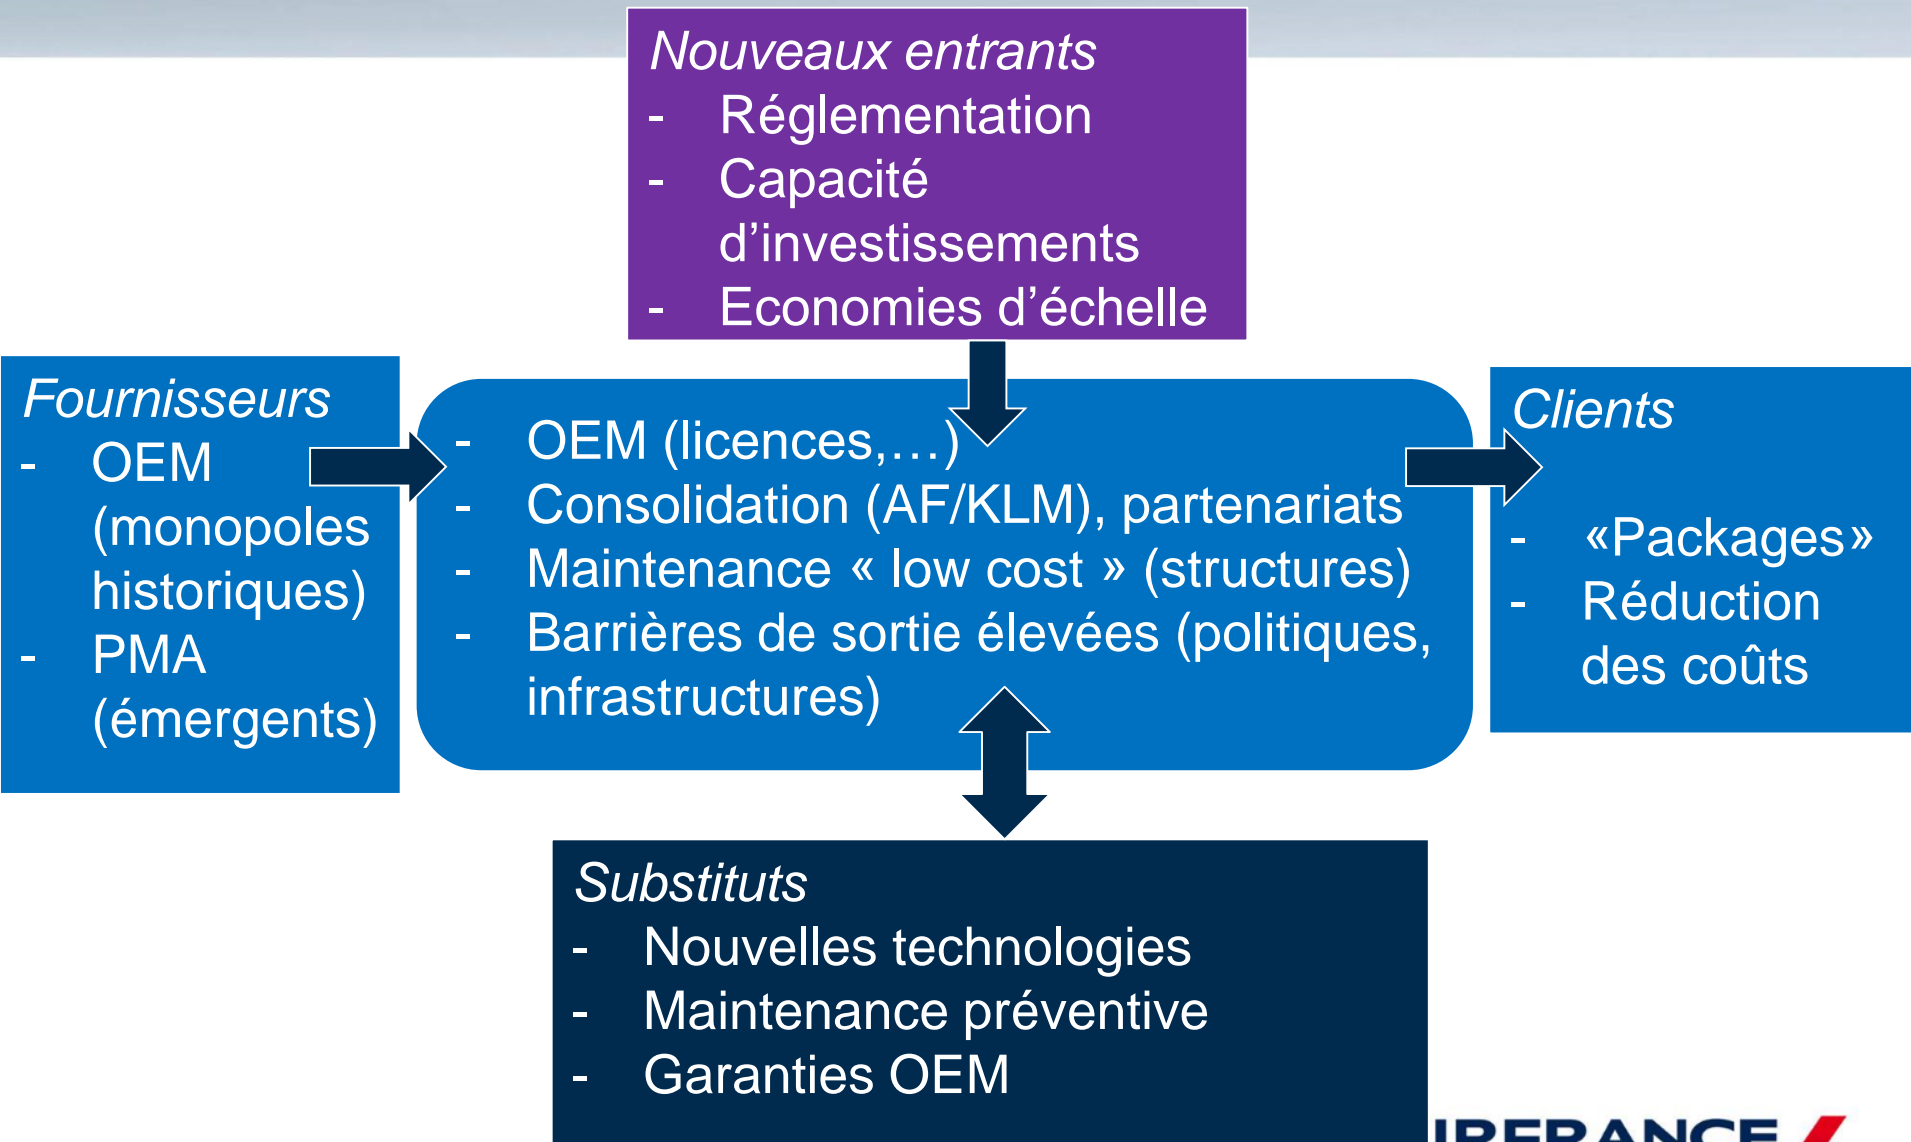 Nouveaux entrants
- Réglementation
- Capacité
d’investissements
- Economies d’échelle
Fournisseurs
- OEM
(monopoles
historiques)
- PMA
(émergents)
- OEM (licences,…)
- Consolidation (AF/KLM), partenariats
- Maintenance « low cost » (structures)
- Barrières de sortie élevées (politiques,
infrastructures)
Clients
- «Packages»
- Réduction
des coûts
Substituts
- Nouvelles technologies
- Maintenance préventive
- Garanties OEM
IRFRANCE